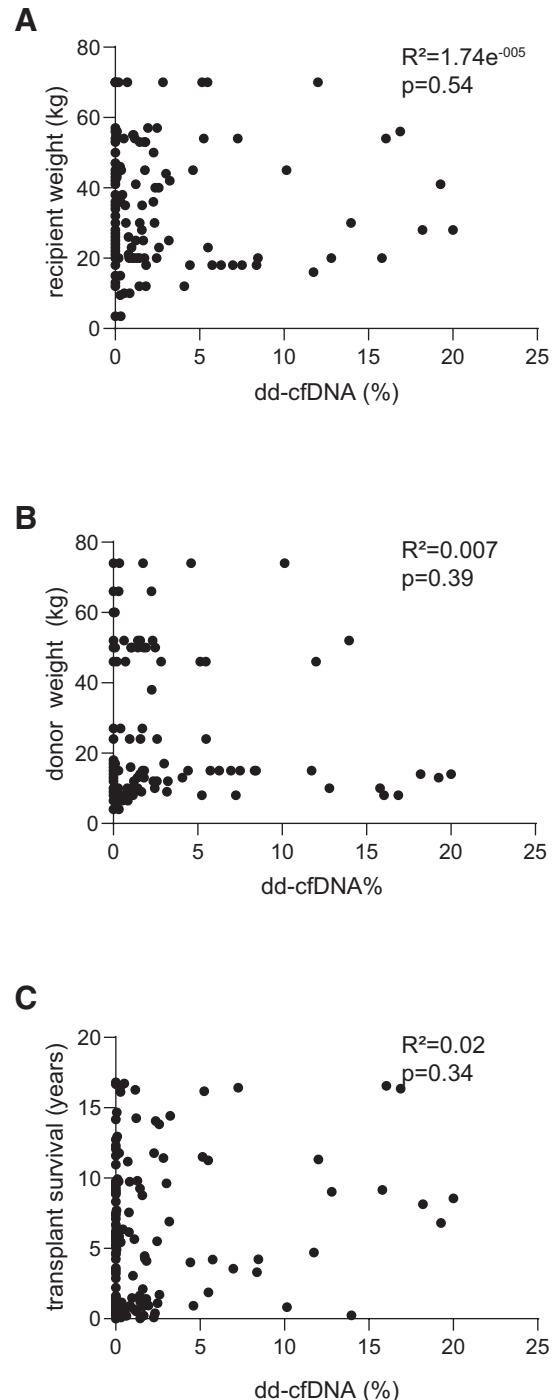 A
R²=1.74e⁻⁰⁰⁵
p=0.54
recipient weight (kg)
80
60
40
20
0
0 5 10 15 20 25
dd-cfDNA (%)
B
R²=0.007
p=0.39
donor weight (kg)
80
60
40
20
0
0 5 10 15 20 25
dd-cfDNA%
C
R²=0.02
p=0.34
transplant survival (years)
20
15
10
5
0
0 5 10 15 20 25
dd-cfDNA (%)